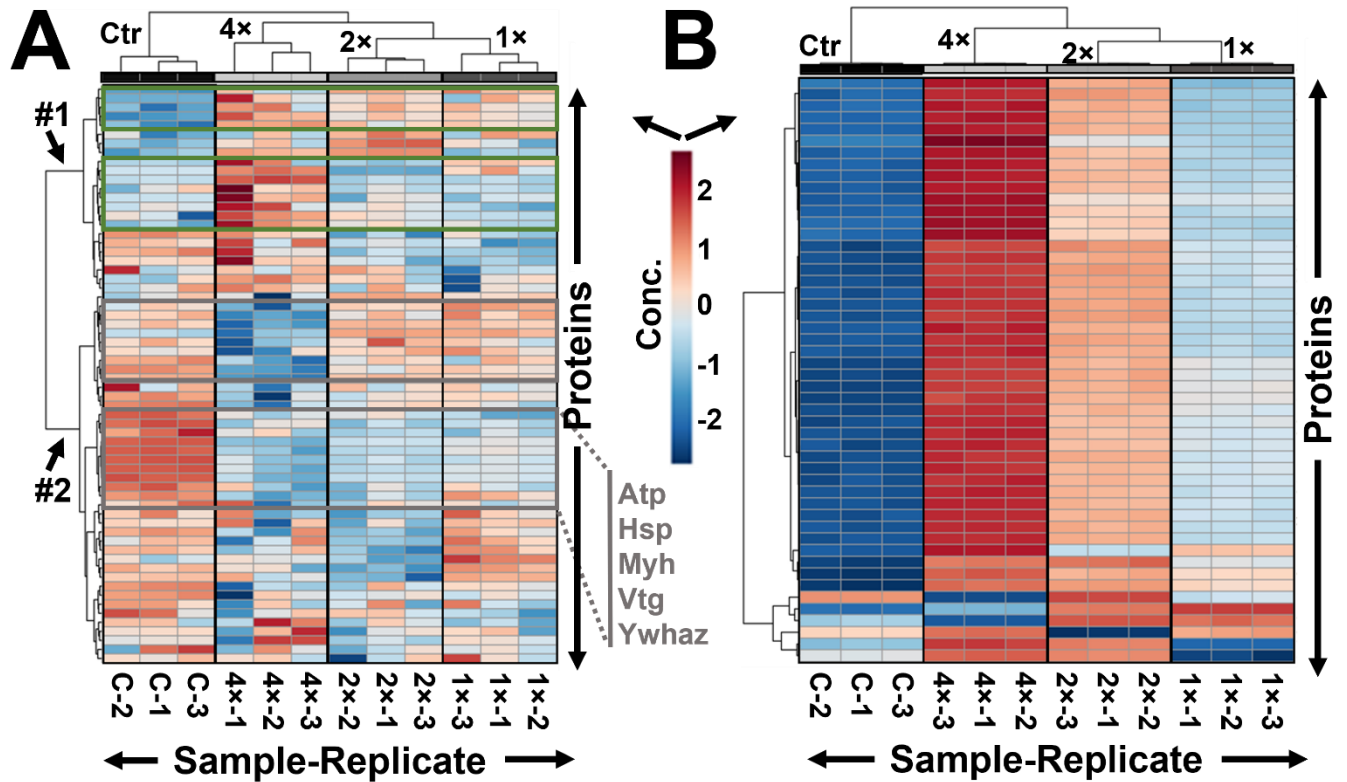 A
Ctr
4×
2×
1×
#1
#2
Proteins
Atp
Hsp
Myh
Vtg
Ywhaz
C-2
C-1
C-3
4×-1
4×-2
4×-3
2×-2
2×-1
2×-3
1×-3
1×-1
1×-2
Sample-Replicate
Conc.
2
1
0
-1
-2
B
Ctr
4×
2×
1×
Proteins
C-2
C-1
C-3
4×-3
4×-1
4×-2
2×-3
2×-1
2×-2
1×-1
1×-2
1×-3
Sample-Replicate